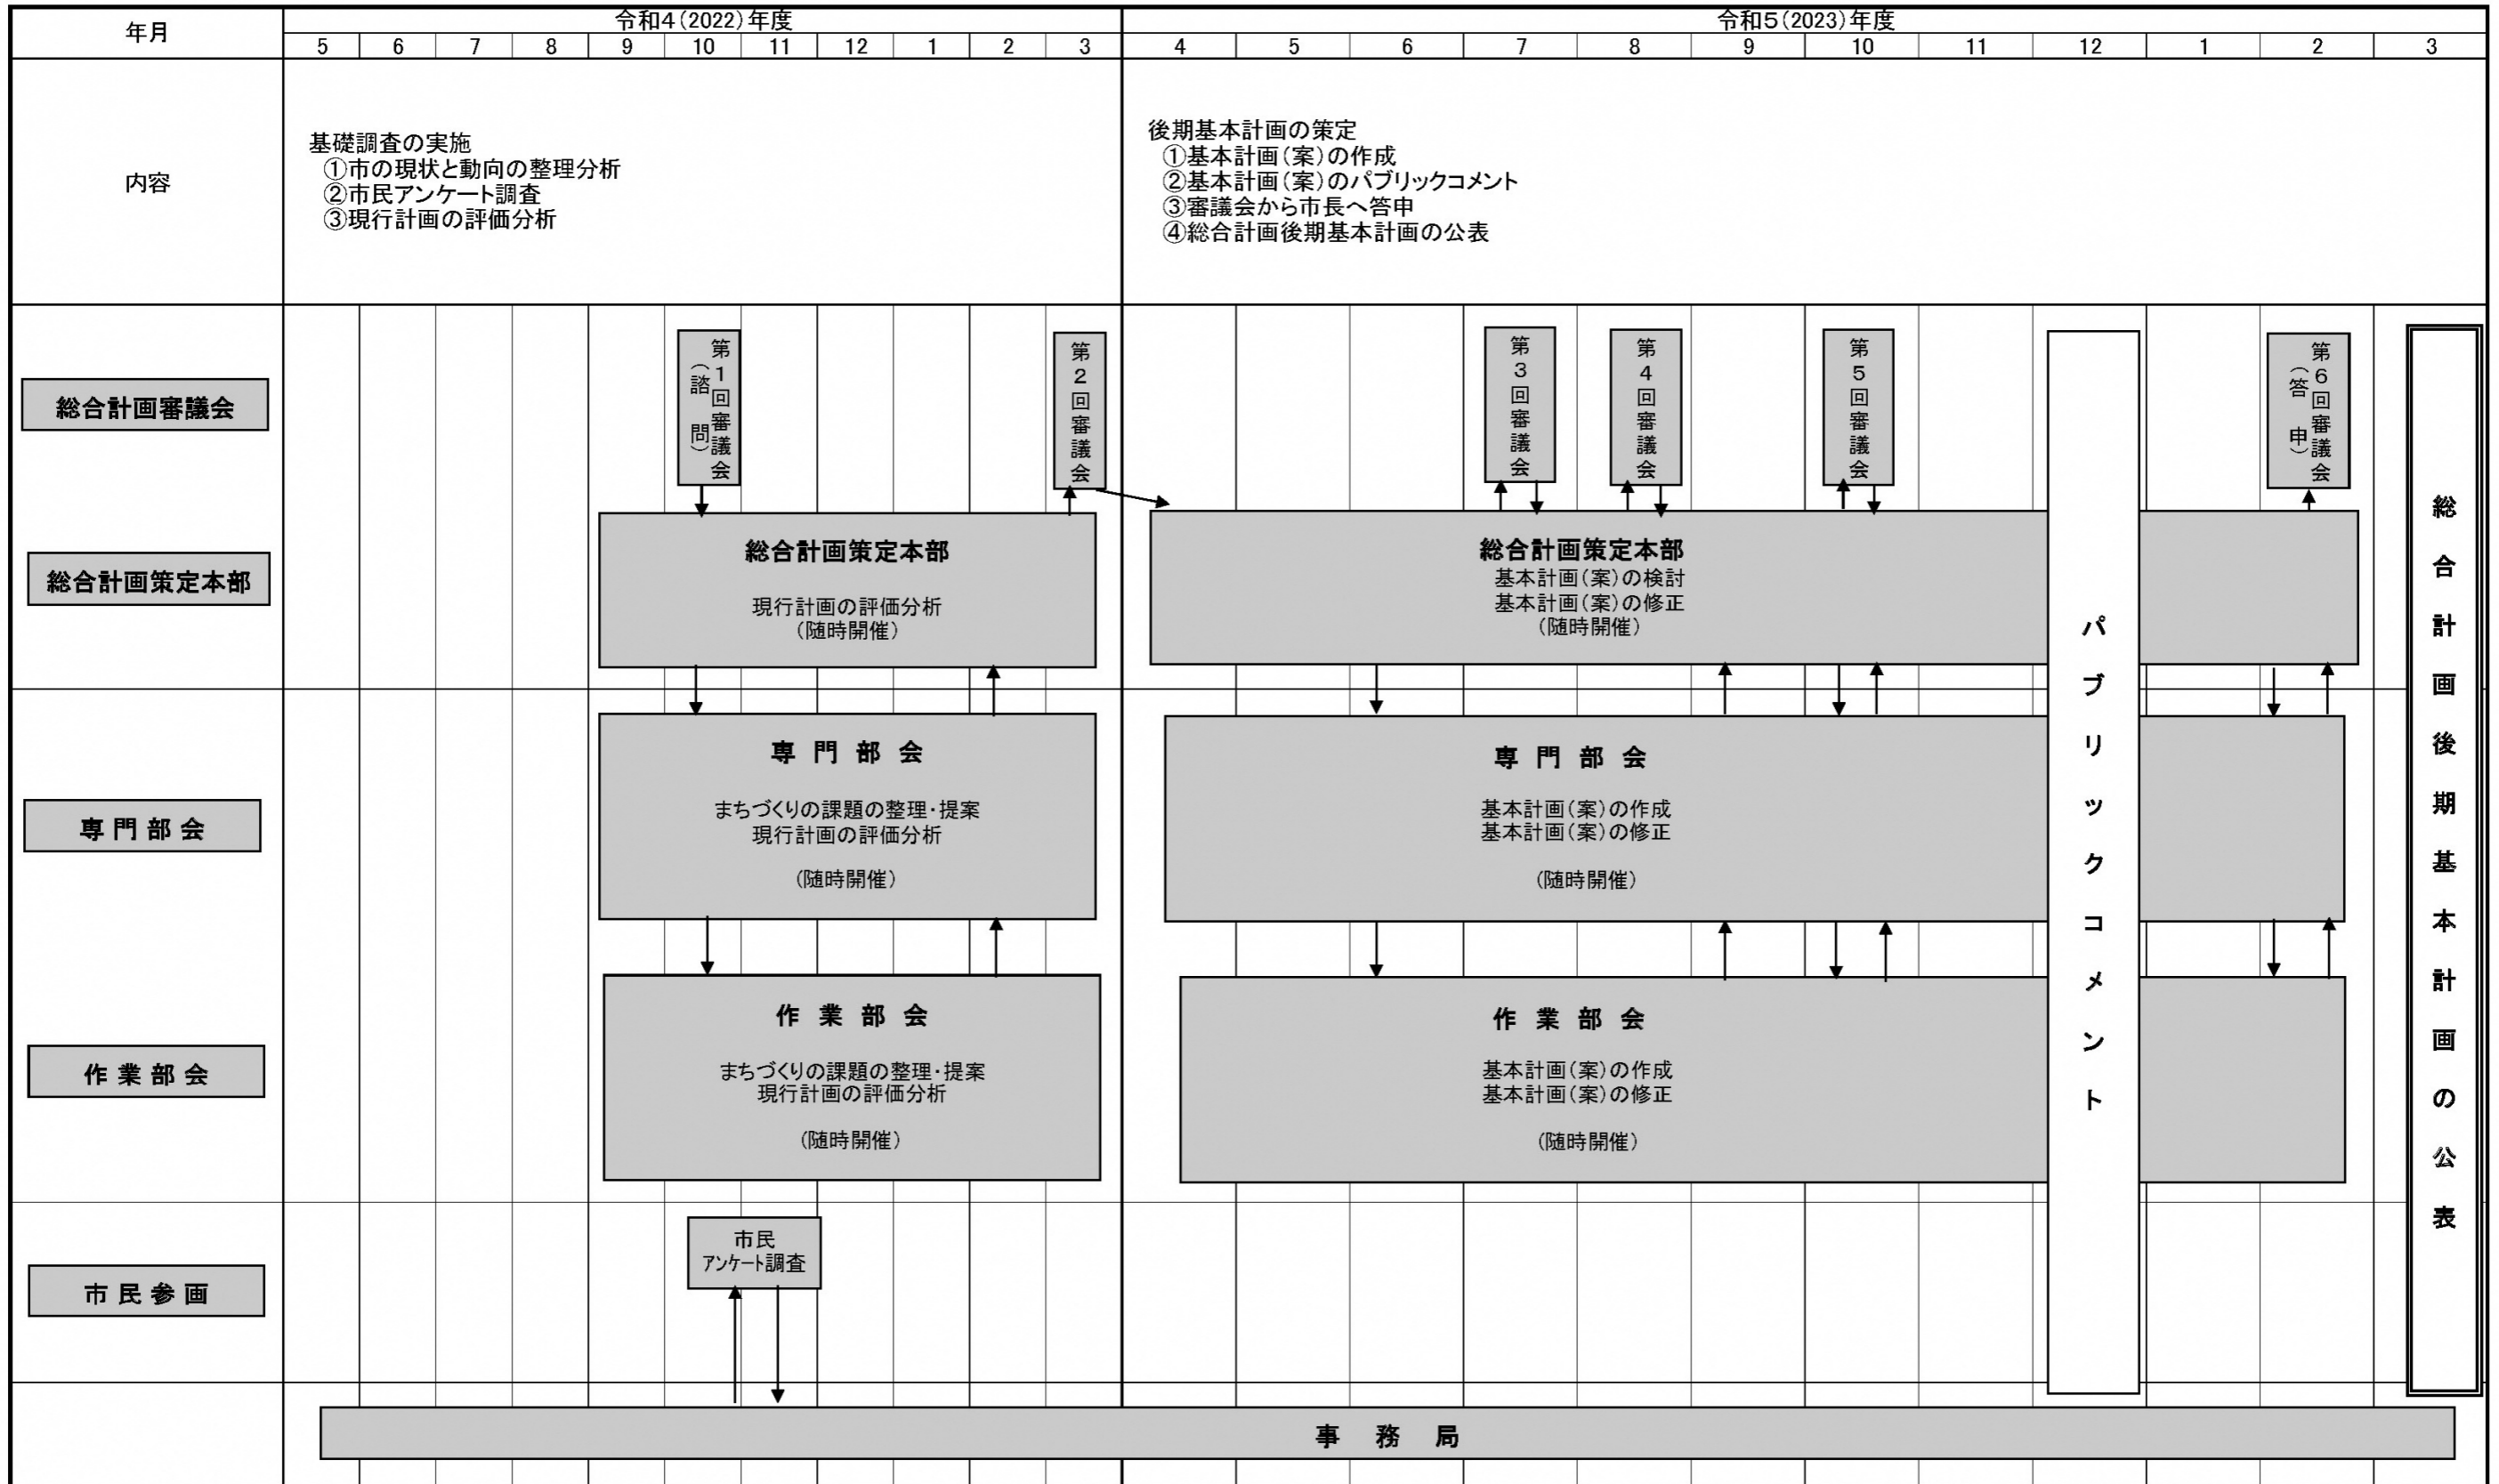 年月
令和4(2022)年度
令和5(2023)年度
5 6 7 8 9 10 11 12 1 2 3 4 5 6 7 8 9 10 11 12 1 2 3
内容
基礎調査の実施
①市の現状と動向の整理分析
②市民アンケート調査
③現行計画の評価分析
後期基本計画の策定
①基本計画(案)の作成
②基本計画(案)のパブリックコメント
③審議会から市長へ答申
④総合計画後期基本計画の公表
総合計画審議会
第1回審議会
(諮 問)
第2回審議会
第3回審議会
第4回審議会
第5回審議会
第6回審議会
(答 申)
総合計画策定本部
総合計画策定本部
現行計画の評価分析
(随時開催)
総合計画策定本部
基本計画(案)の検討
基本計画(案)の修正
(随時開催)
専門部会
専門部会
まちづくりの課題の整理・提案
現行計画の評価分析
(随時開催)
専門部会
基本計画(案)の作成
基本計画(案)の修正
(随時開催)
作業部会
作業部会
まちづくりの課題の整理・提案
現行計画の評価分析
(随時開催)
作業部会
基本計画(案)の作成
基本計画(案)の修正
(随時開催)
パブリックコメント
総合計画後期基本計画の公表
市民参画
市民
アンケート調査
事務局